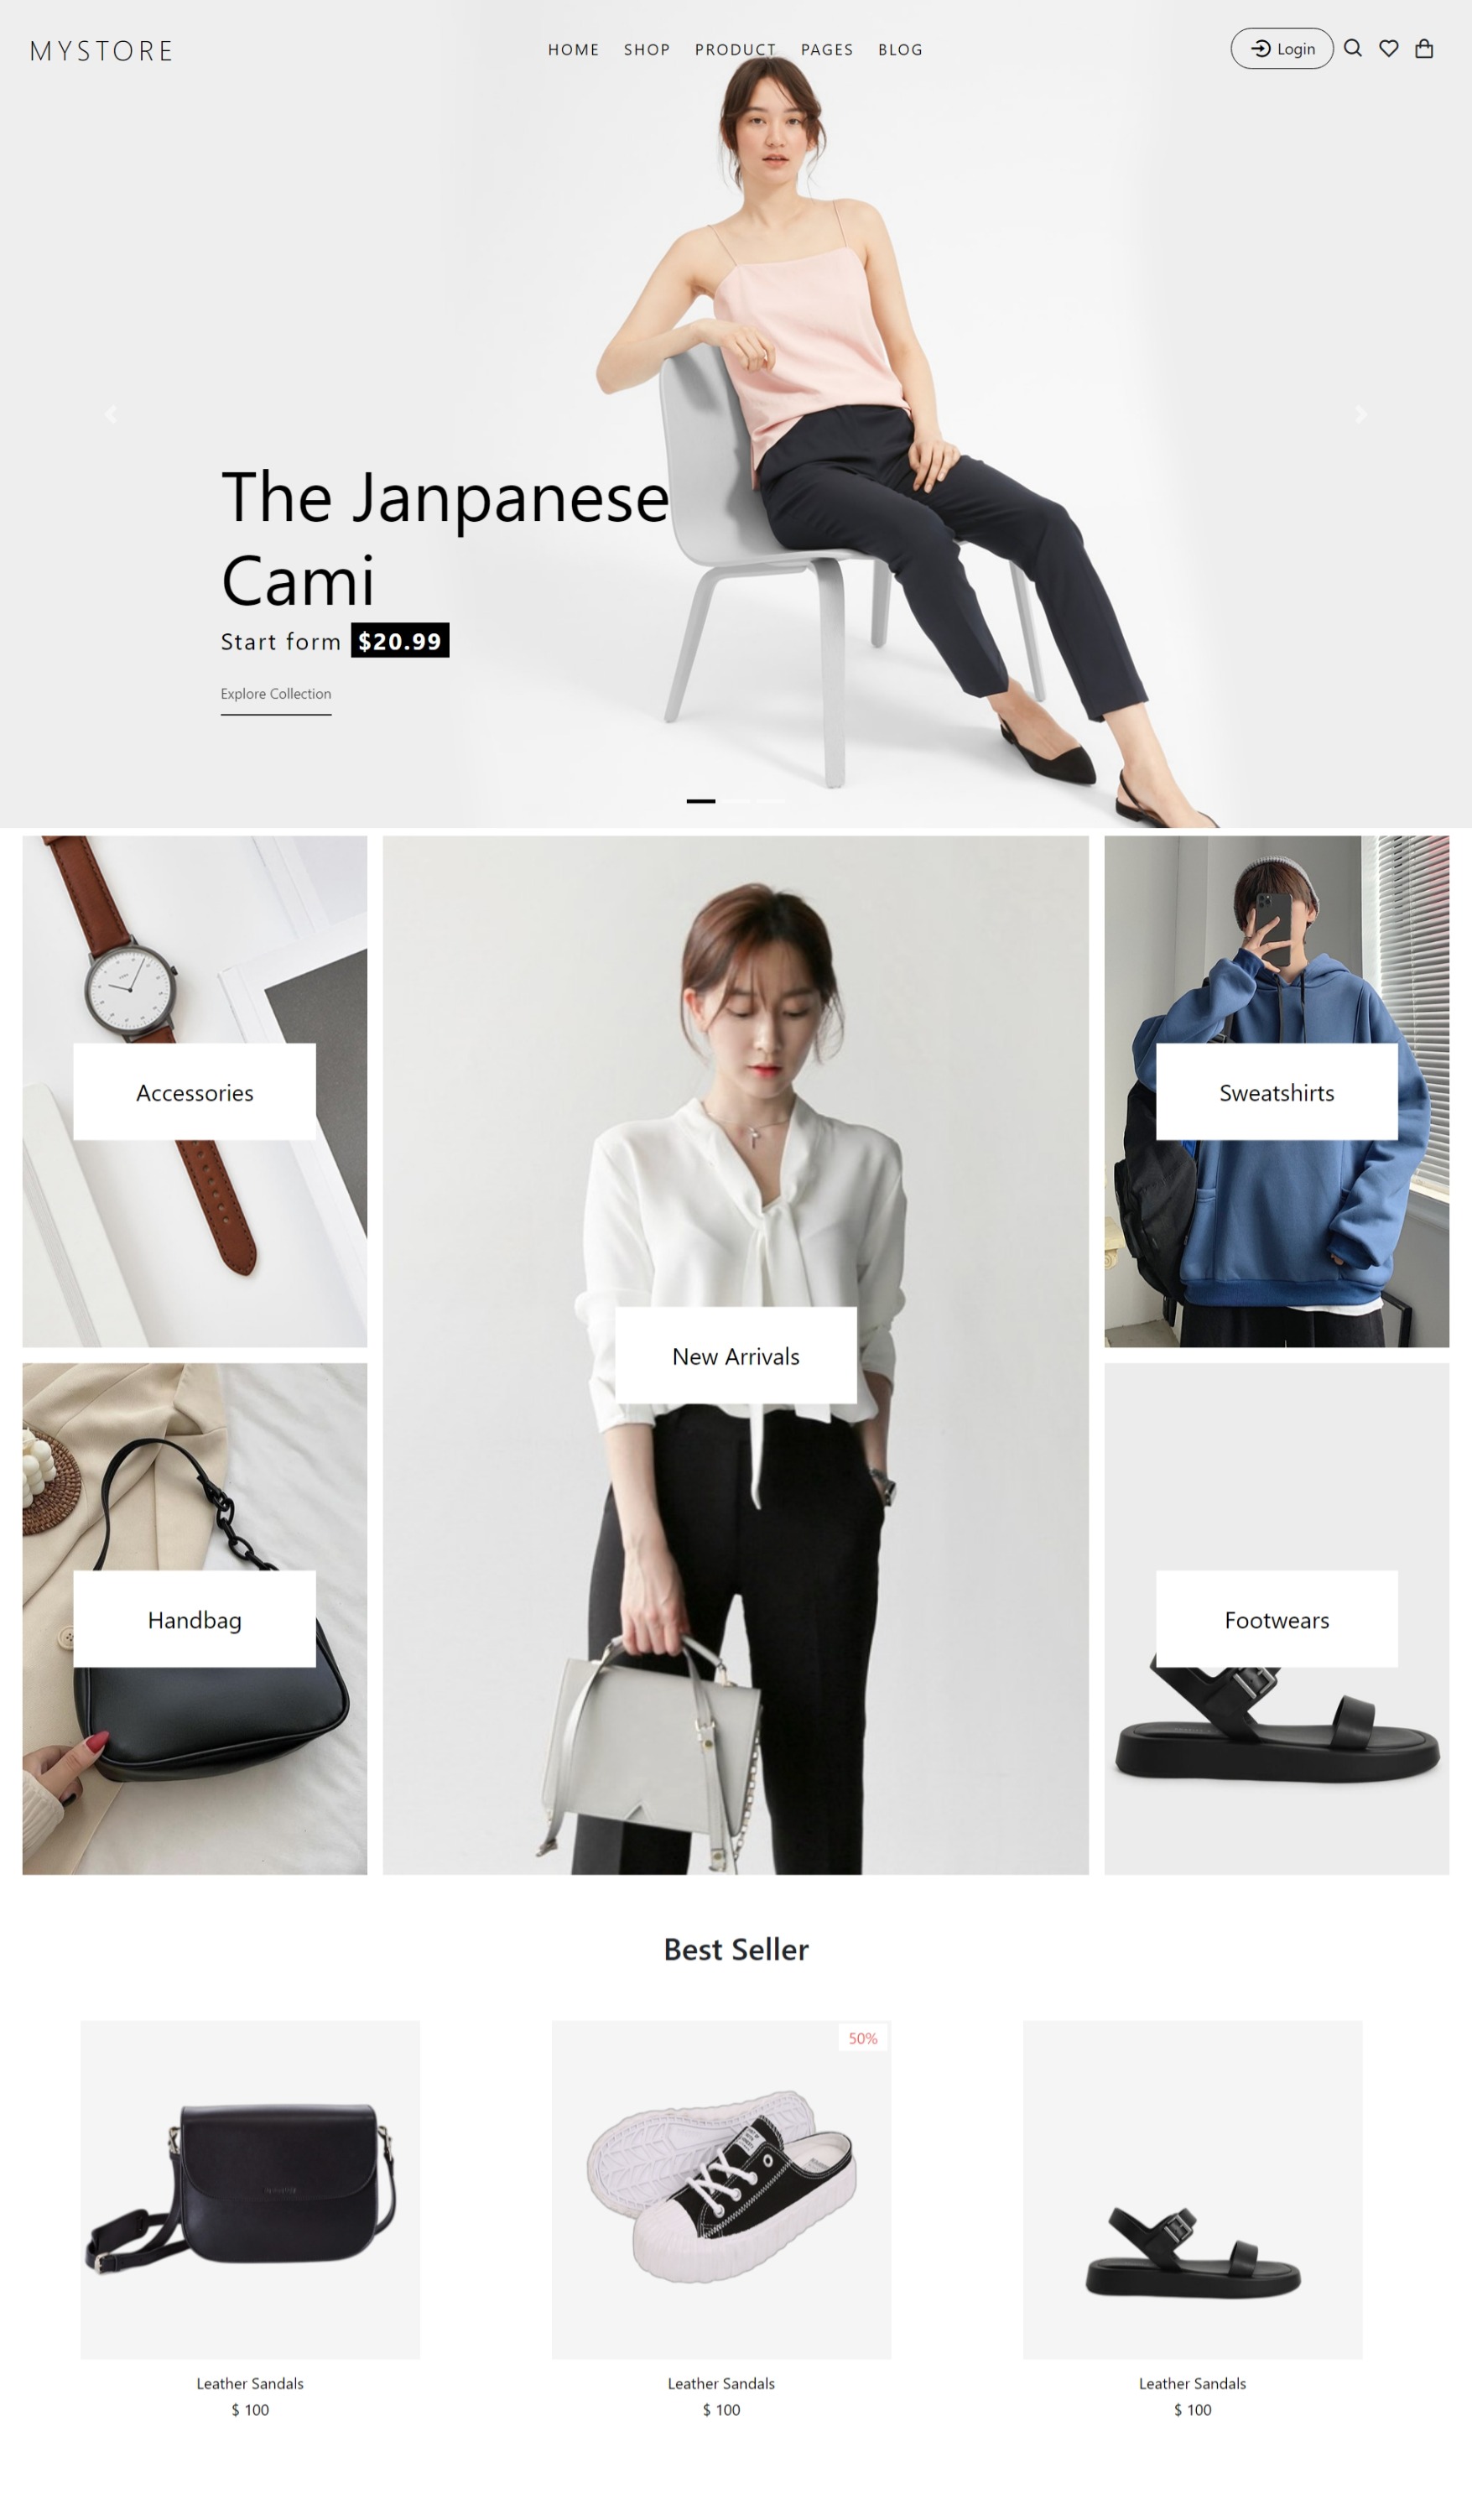 MYSTORE
HOME SHOP PRODUCT PAGES BLOG
Login
The Janpanese
Cami
Start form $20.99
Explore Collection
Accessories
Sweatshirts
New Arrivals
Handbag
Footwears
Best Seller
50%
Leather Sandals
$ 100
Leather Sandals
$ 100
Leather Sandals
$ 100